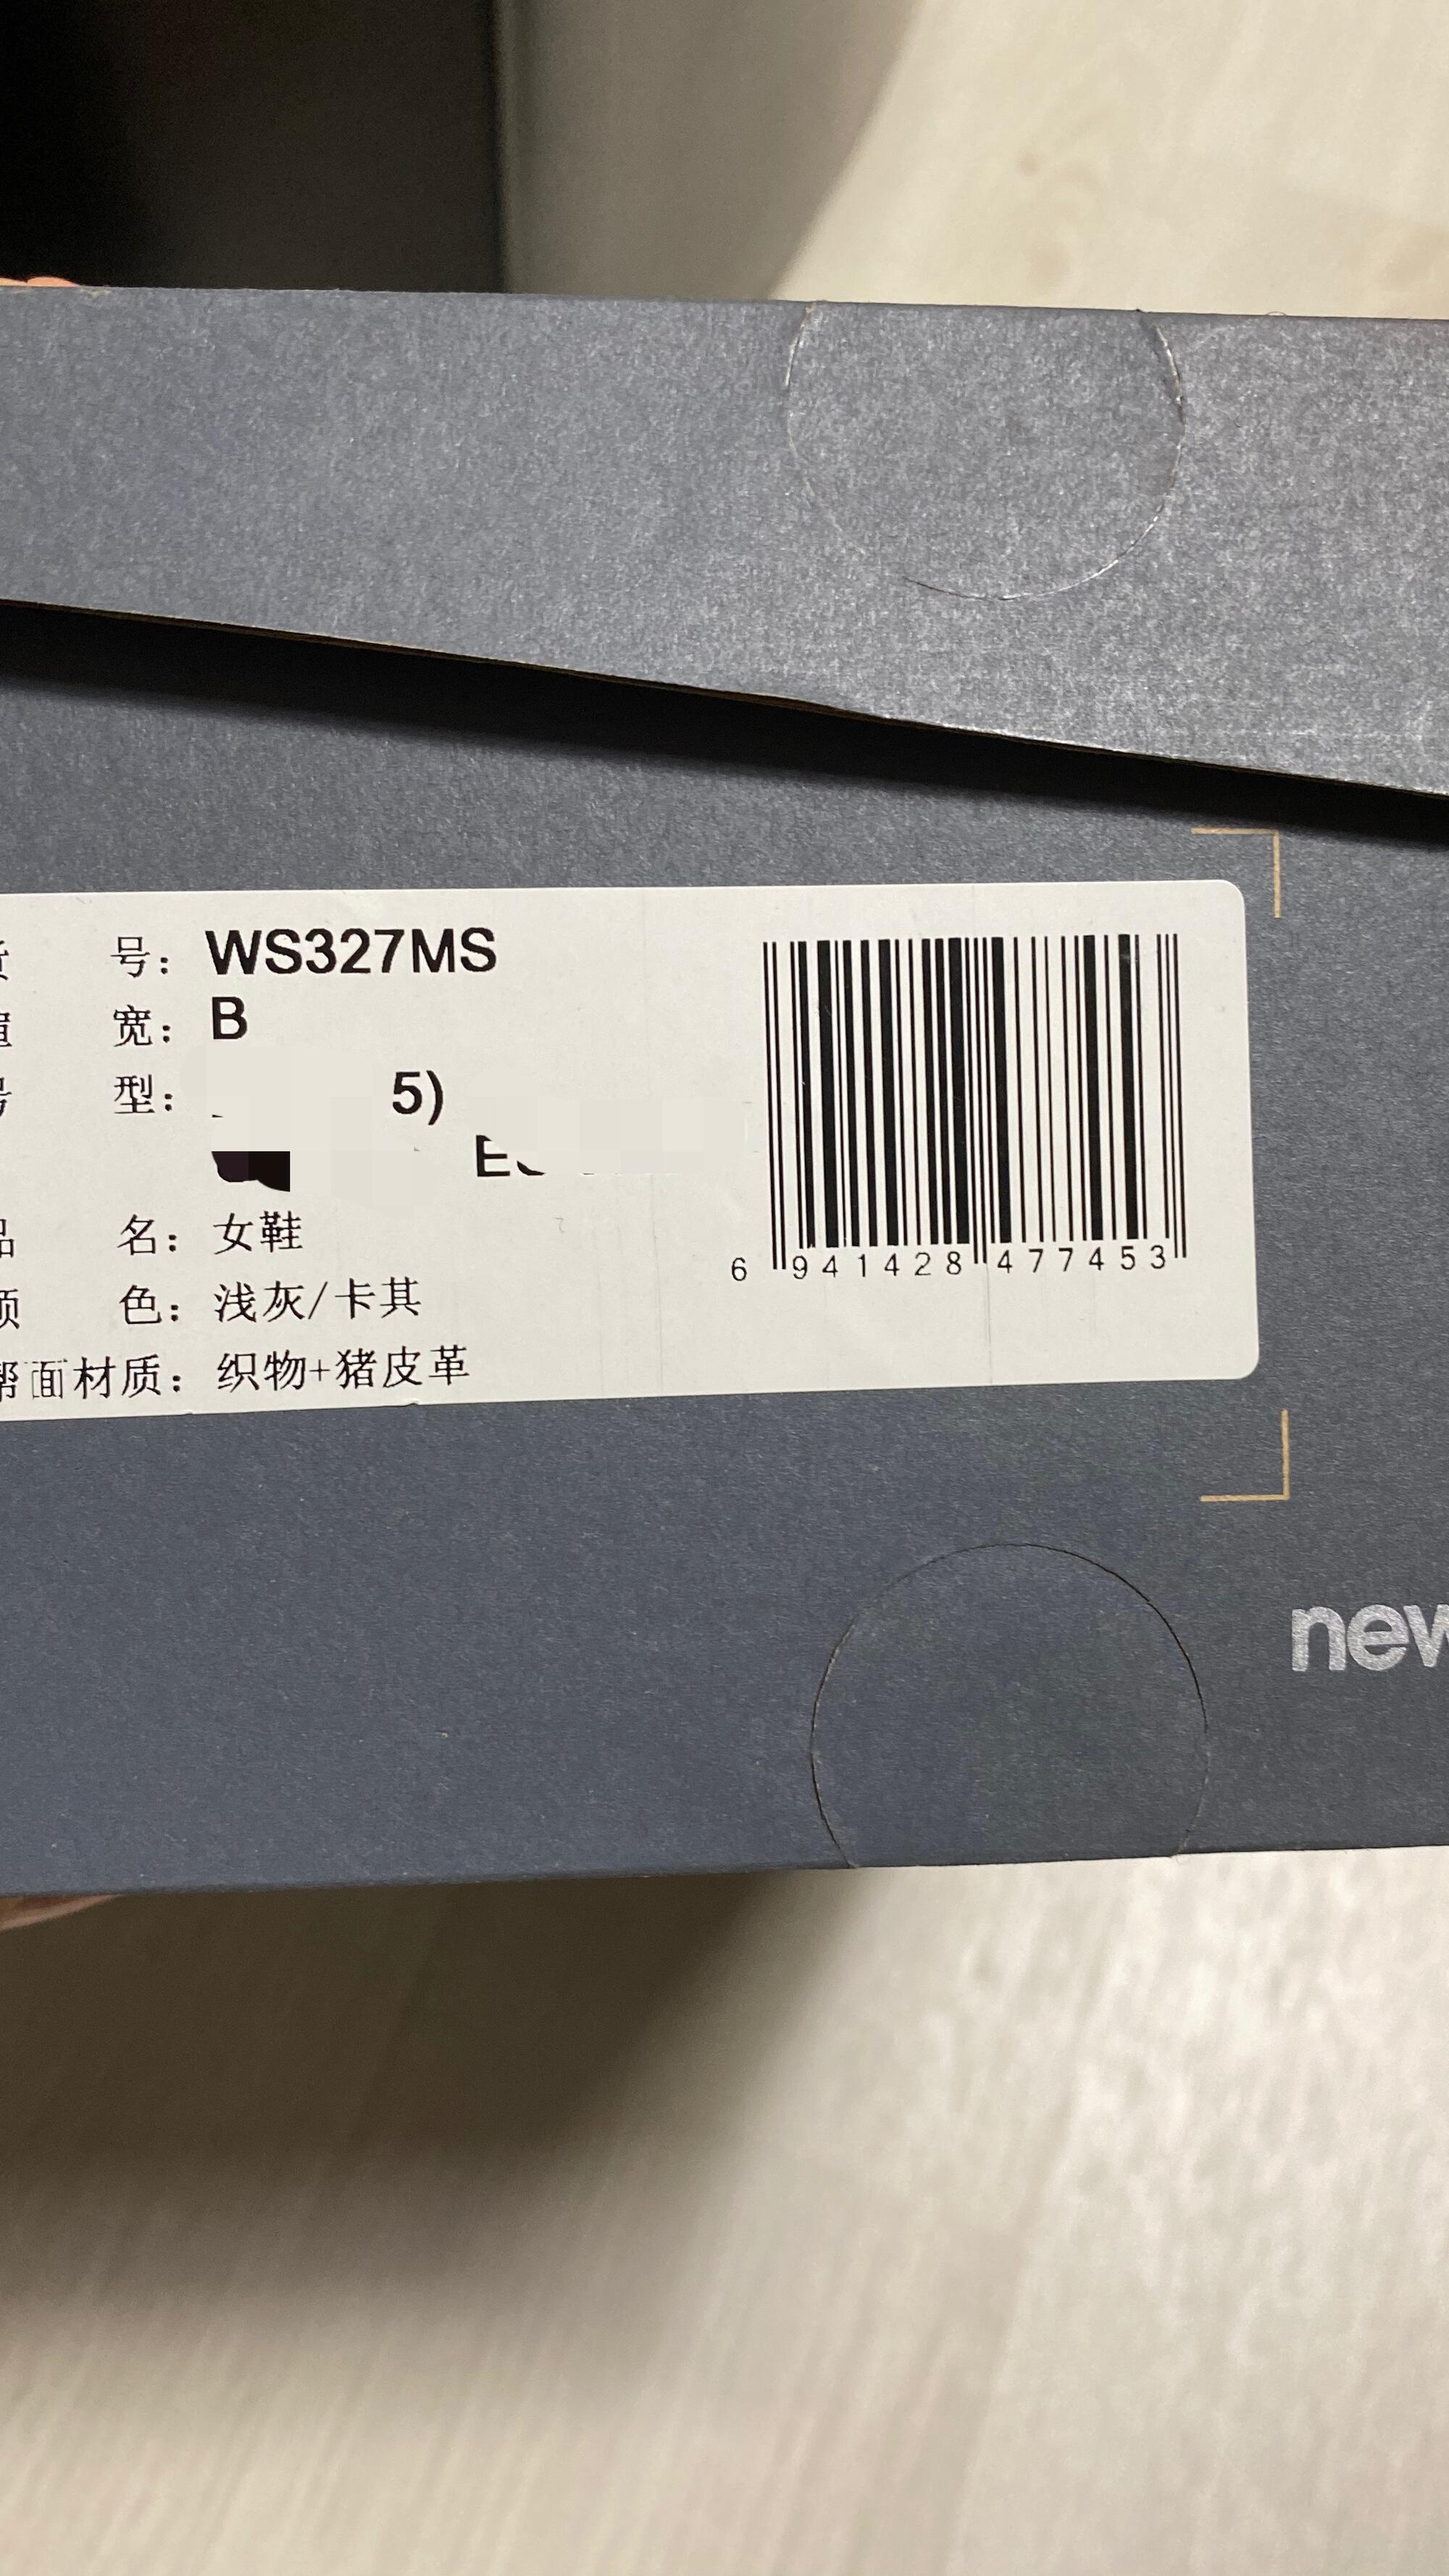 号: WS327MS
宽: B
型: 5)
名: 女鞋
色: 浅灰/卡其
面材质: 织物+猪皮革
6 941428 477453
new